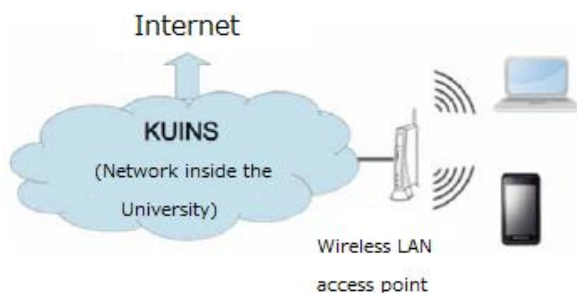 Internet
KUINS
(Network inside the
University)
Wireless LAN
access point